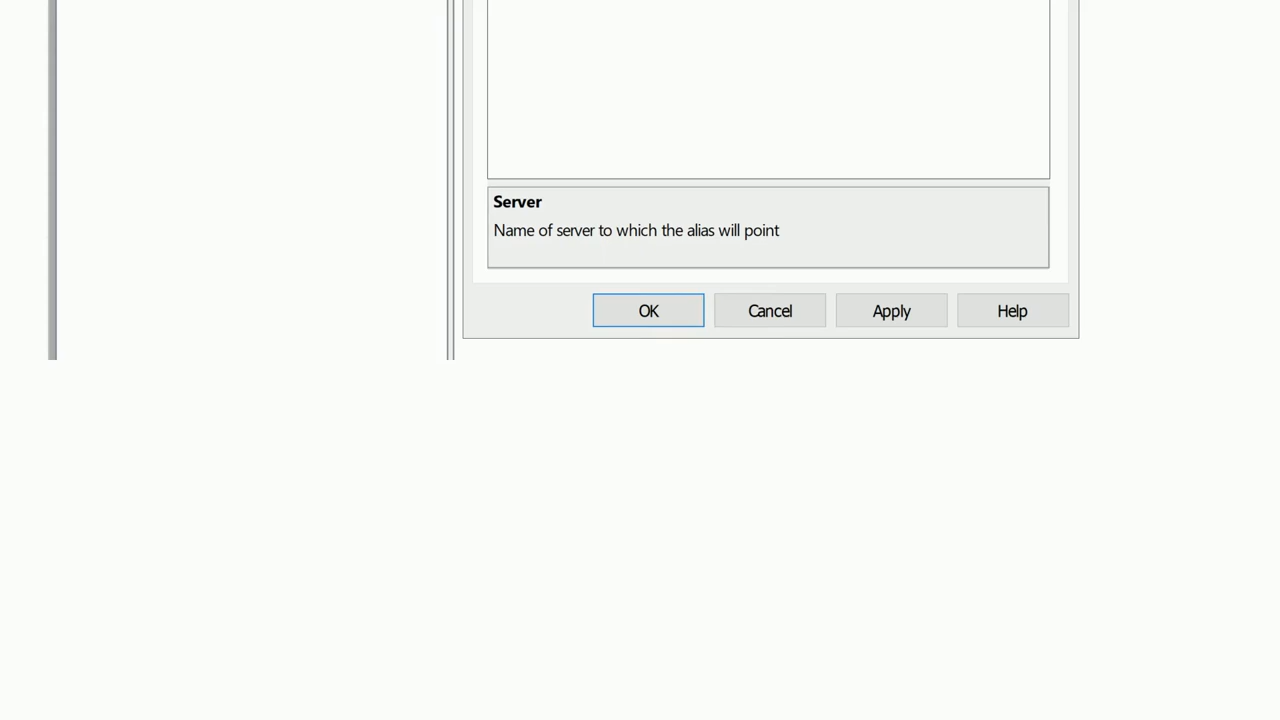 Server
Name of server to which the alias will point
OK Cancel Apply Help